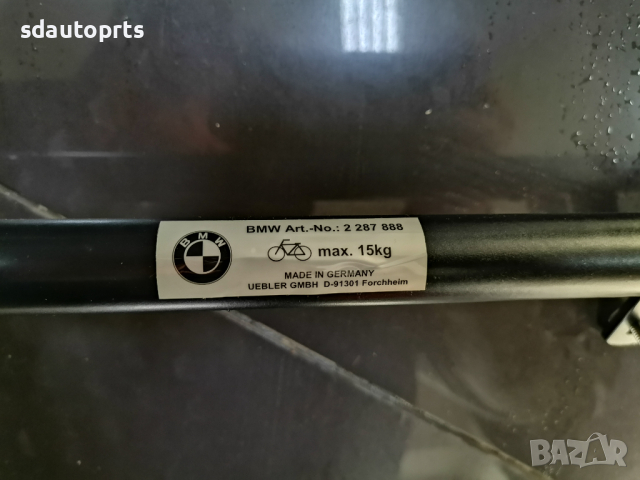 sdautoprts
BMW Art.-No.: 2 287 888
BMW
max. 15kg
MADE IN GERMANY
UEBLER GMBH D-91301 Forchheim
BAZAR